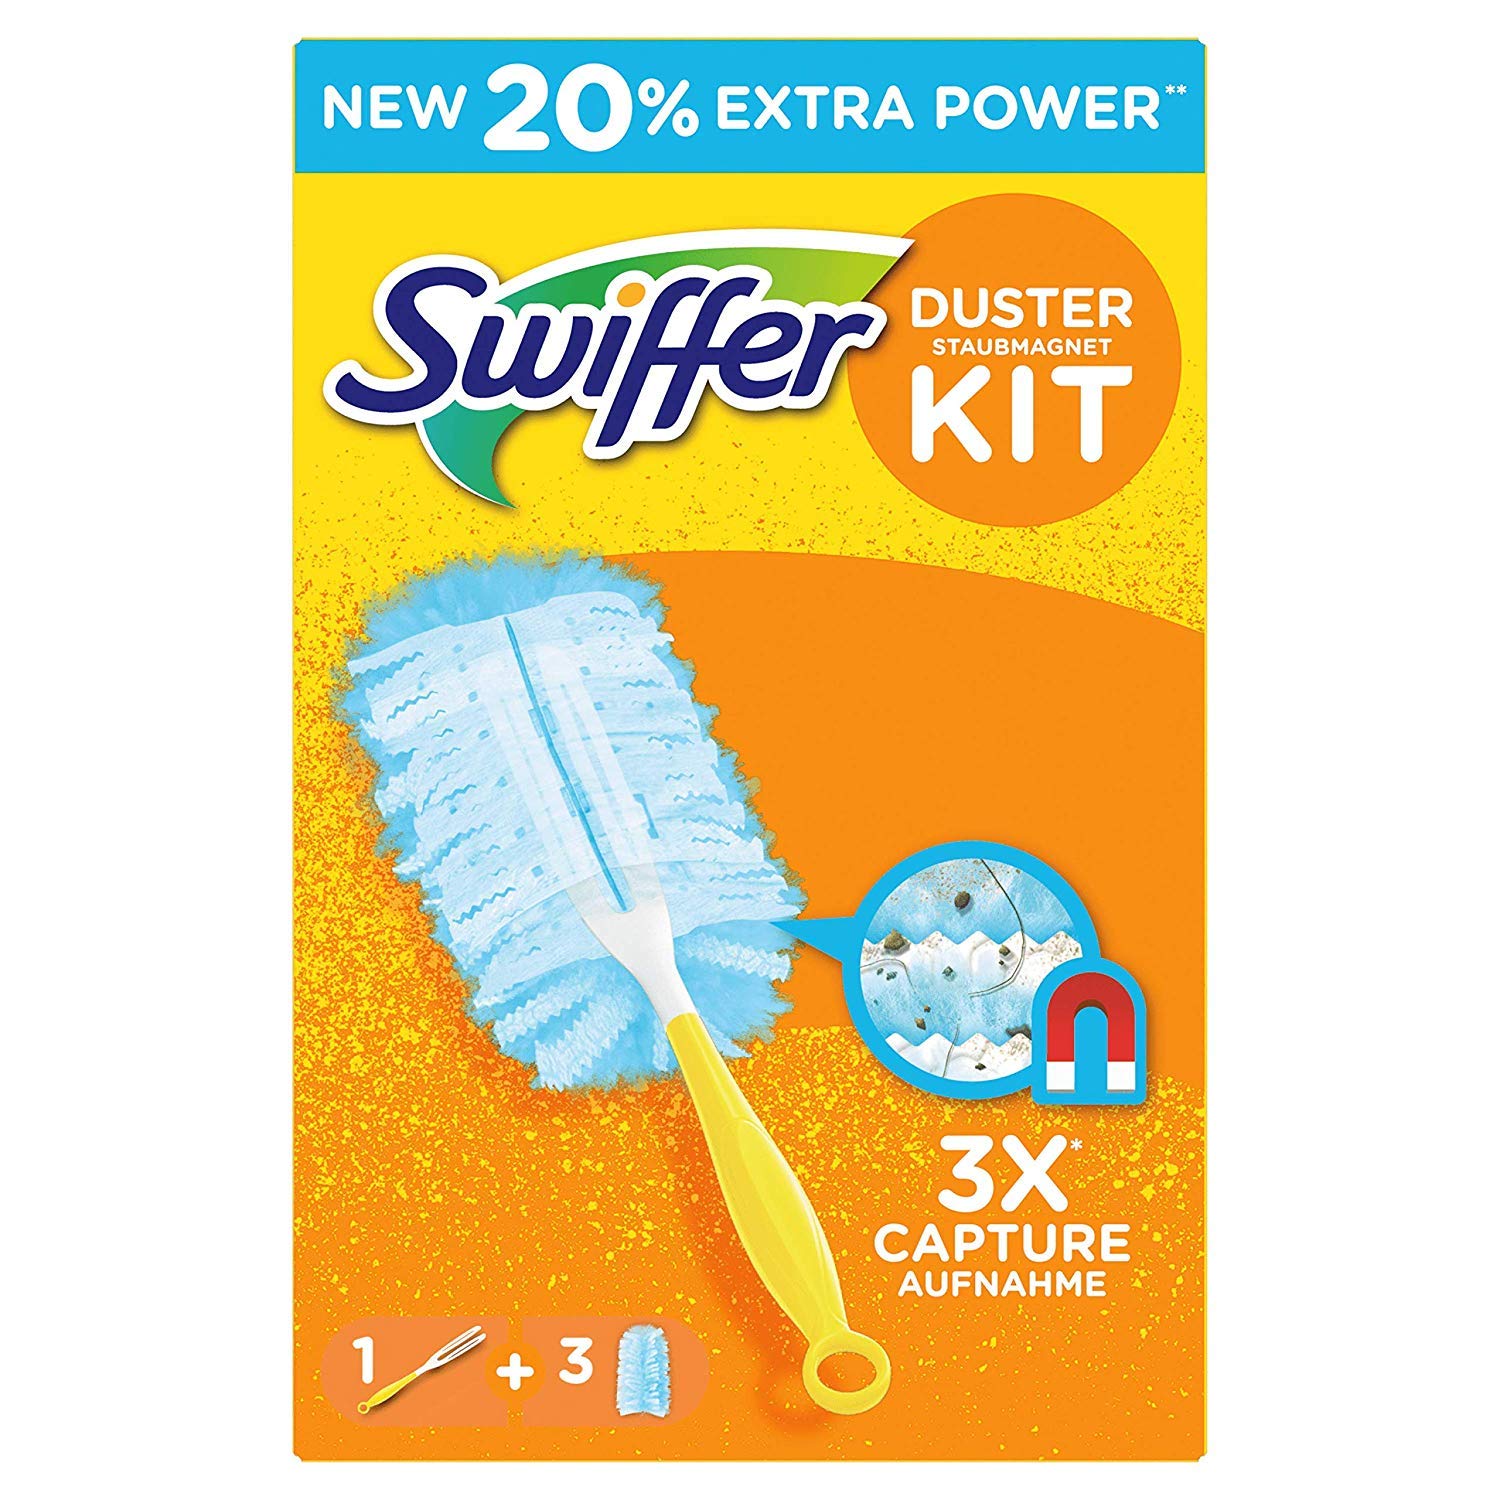 NEW 20% EXTRA POWER**
Swiffer
DUSTER
STAUBMAGNET
KIT
3X*
CAPTURE
AUFNAHME
1 + 3